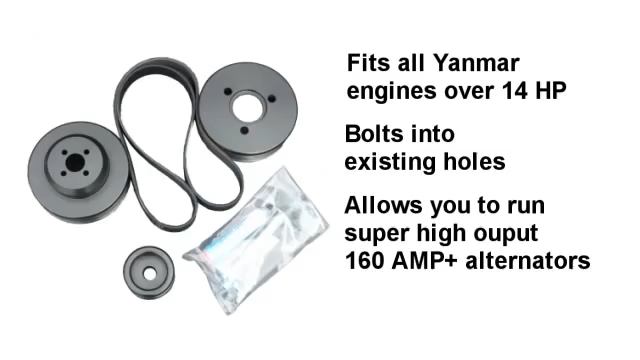 Fits all Yanmar
engines over 14 HP
Bolts into
existing holes
Allows you to run
super high ouput
160 AMP+ alternators